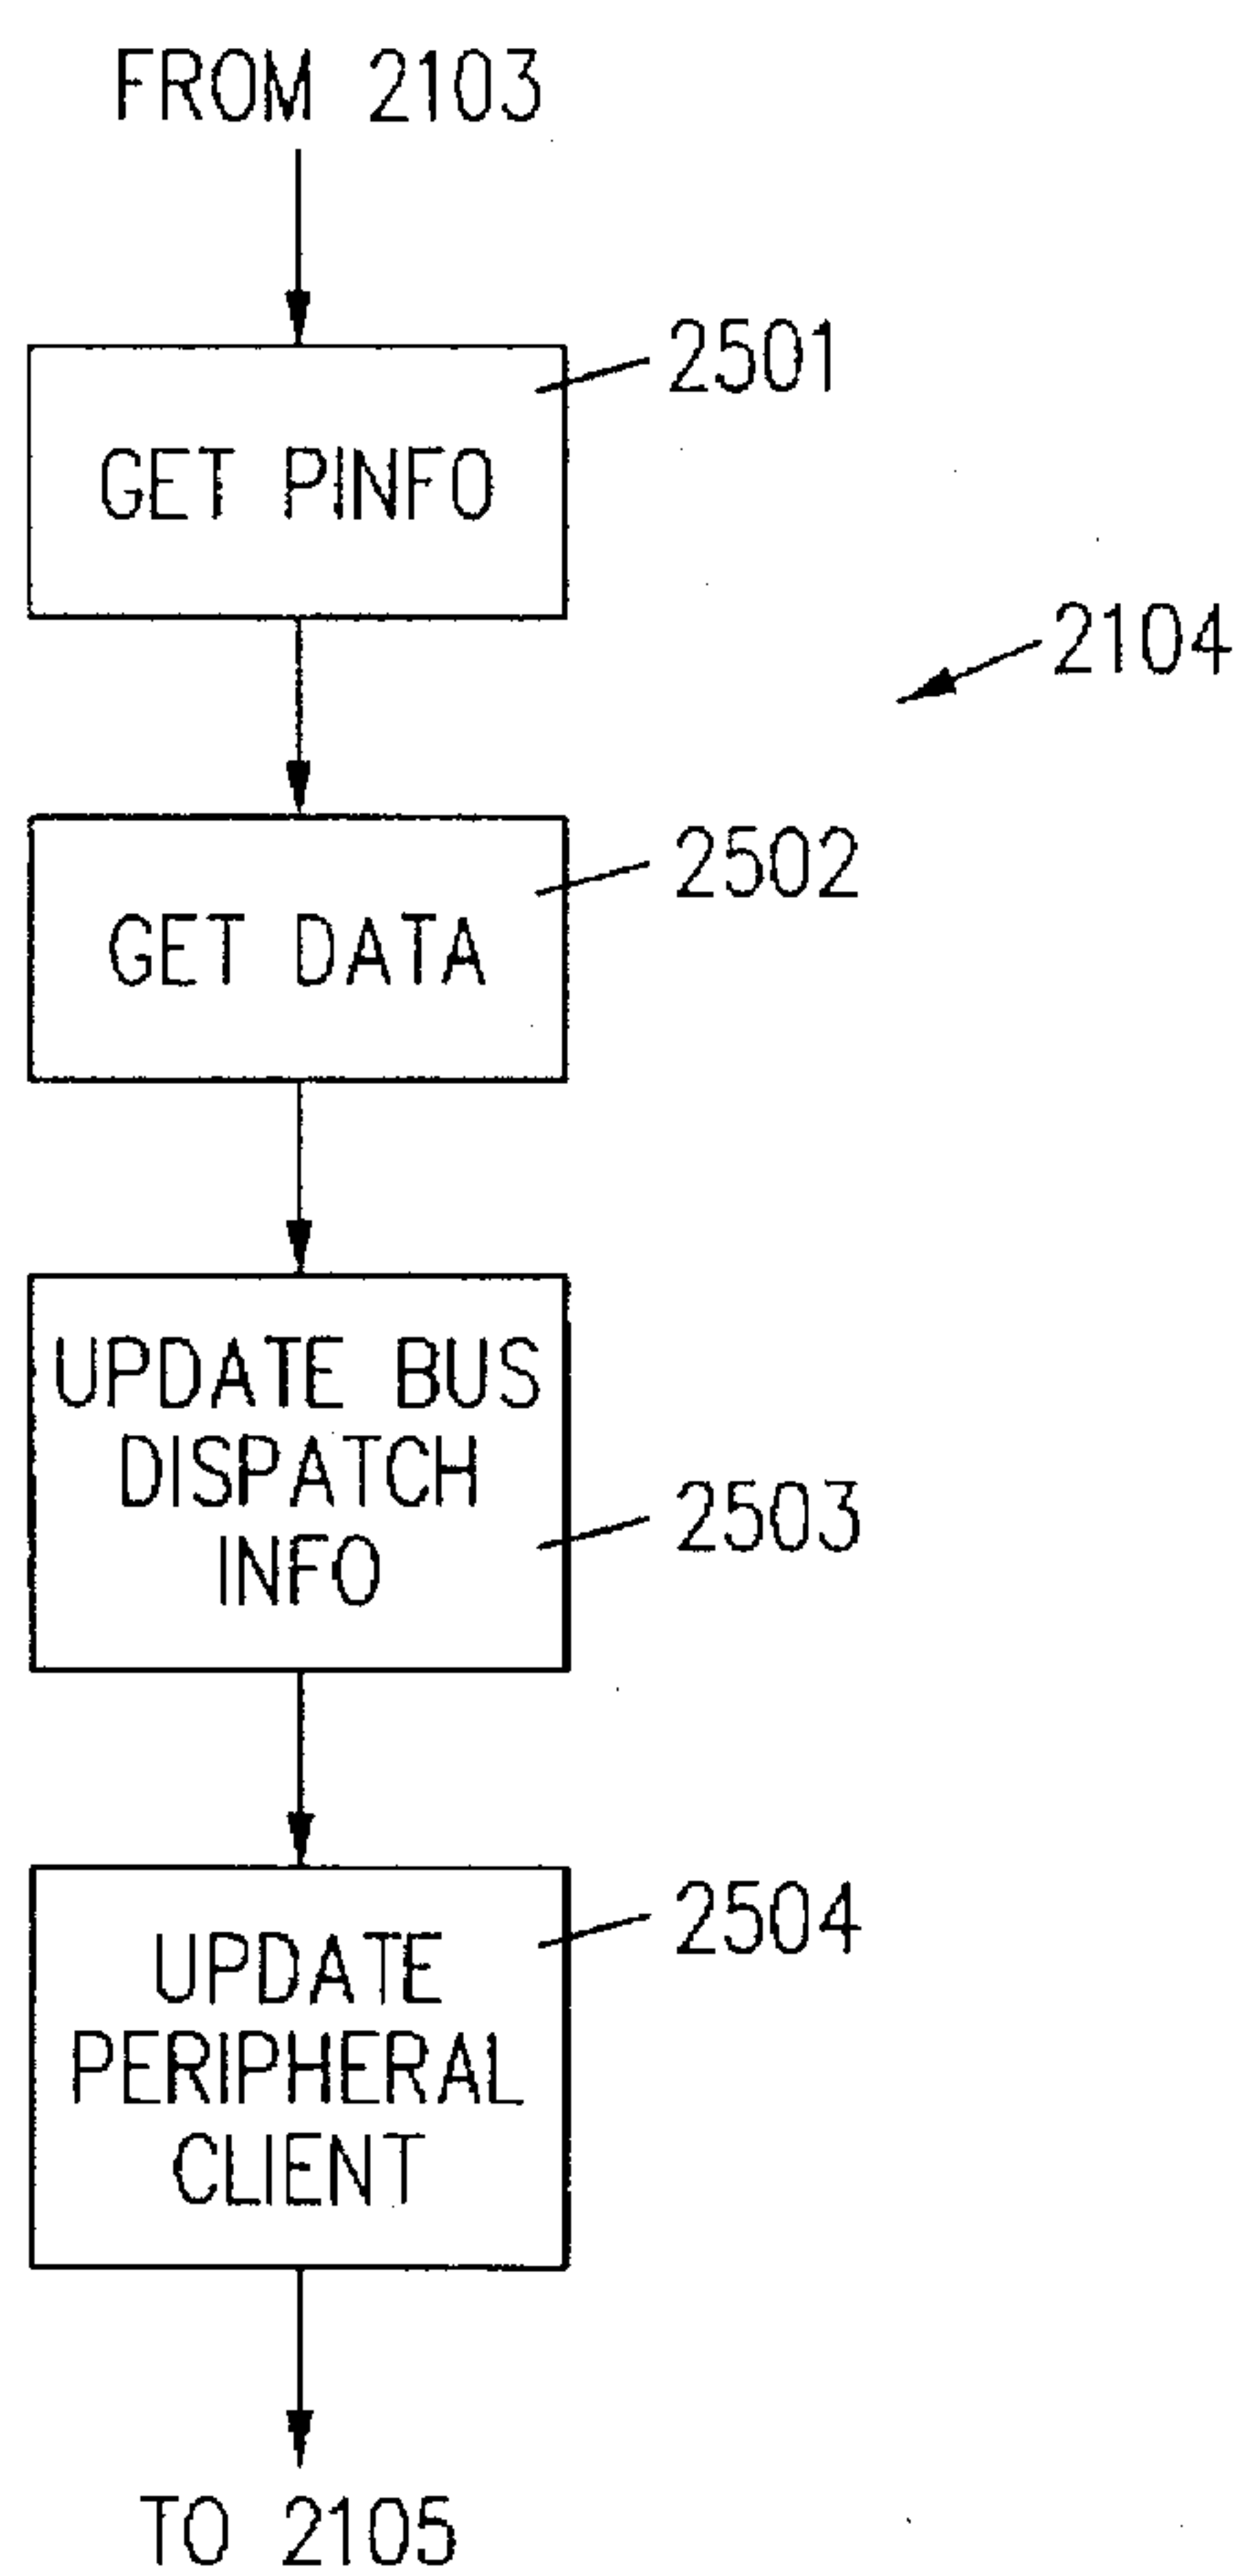 FROM 2103
2501
GET PINFO
2104
2502
GET DATA
UPDATE BUS
DISPATCH
INFO
2503
2504
UPDATE
PERIPHERAL
CLIENT
TO 2105